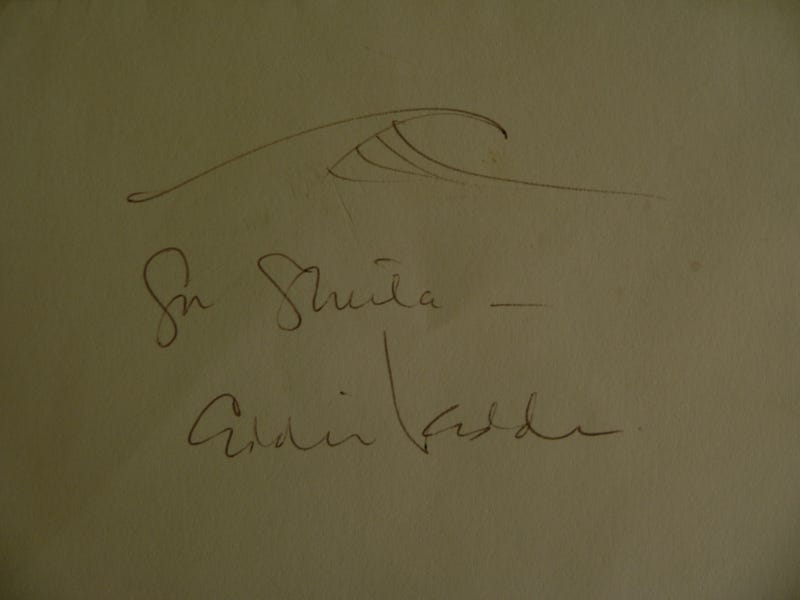 For Sheila —
Eddie Vedder